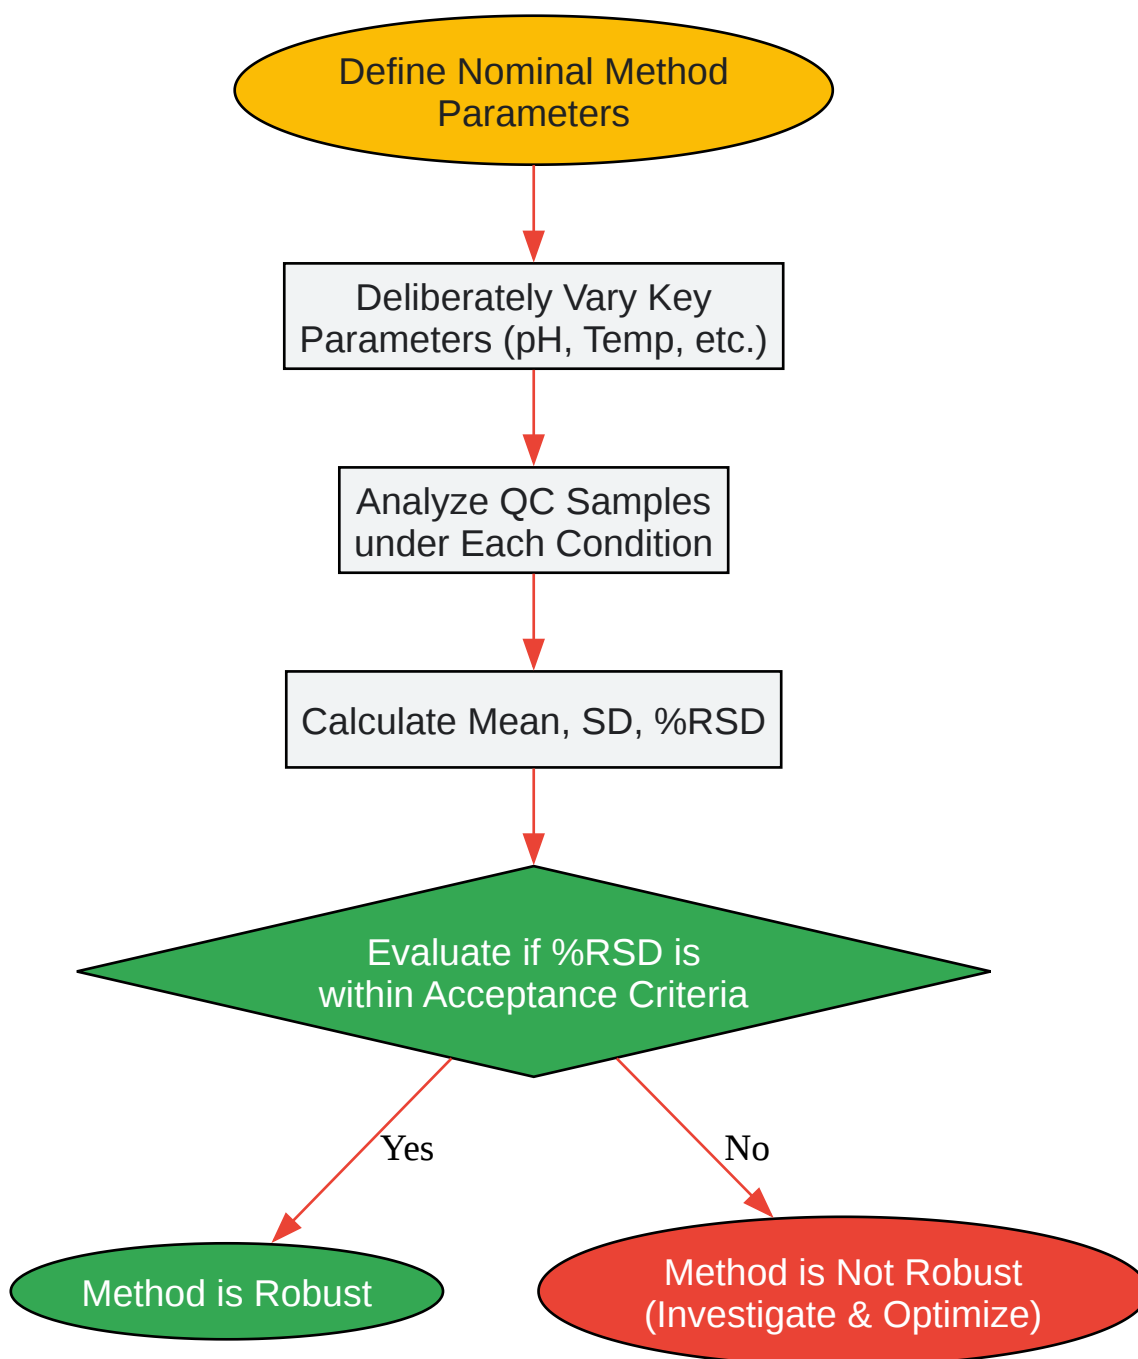 Define Nominal Method
Parameters
Deliberately Vary Key
Parameters (pH, Temp, etc.)
Analyze QC Samples
under Each Condition
Calculate Mean, SD, %RSD
Evaluate if %RSD is
within Acceptance Criteria
Yes
No
Method is Robust
Method is Not Robust
(Investigate & Optimize)